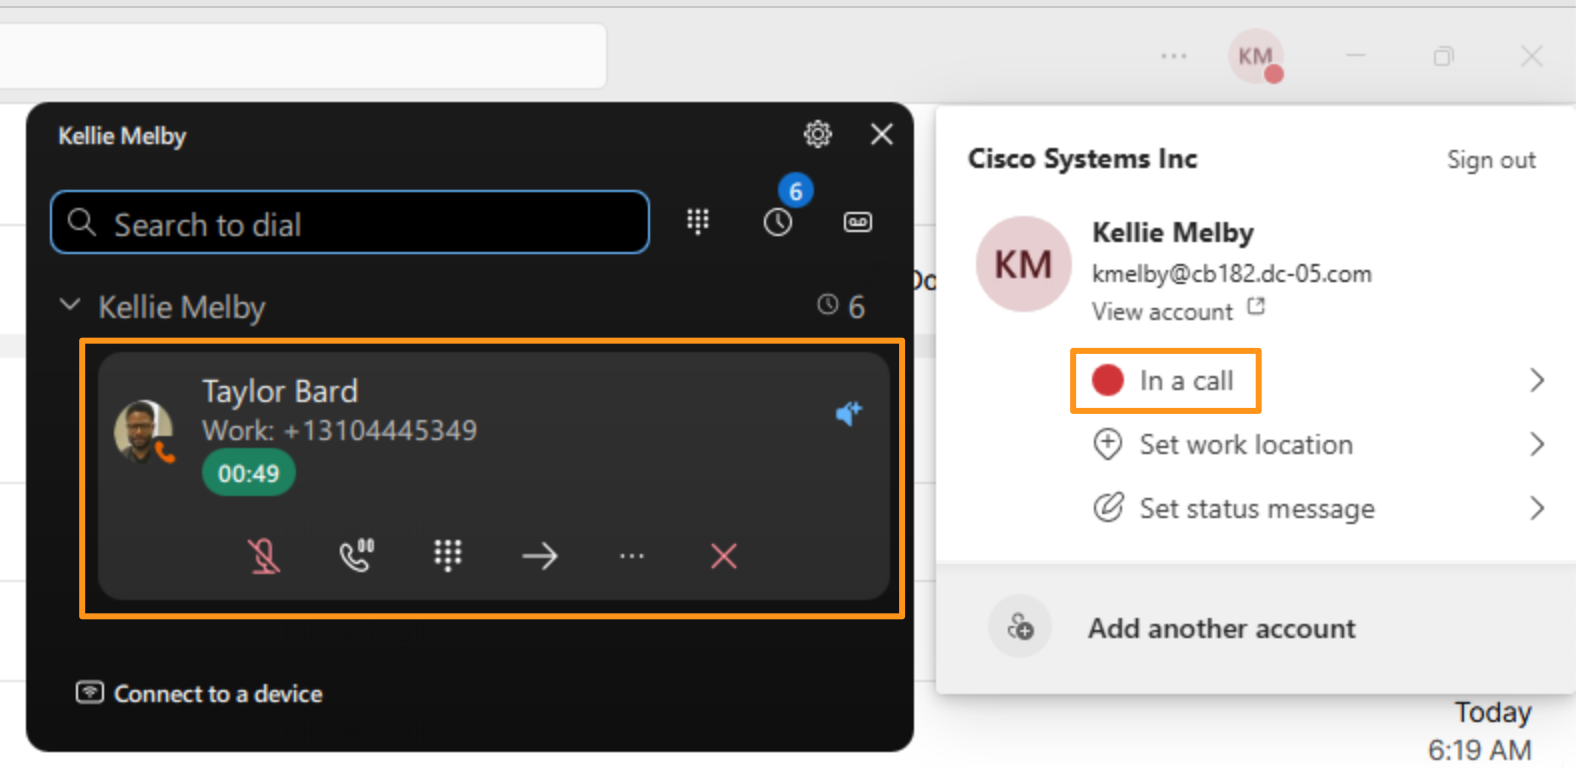 KM
Kellie Melby
6
Search to dial
Kellie Melby
6
Taylor Bard
Work: +13104445349
00:49
Connect to a device
Do
Cisco Systems Inc
Sign out
KM
Kellie Melby
kmelby@cb182.dc-05.com
View account
In a call
Set work location
Set status message
Add another account
Today
6:19 AM